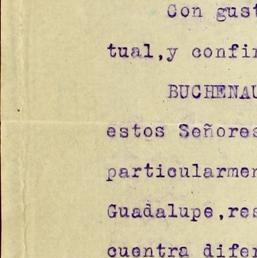 Con gust
tual,y confir
BUCHENAU
estos Señores
particularmen
Guadalupe,res
cuentra difer